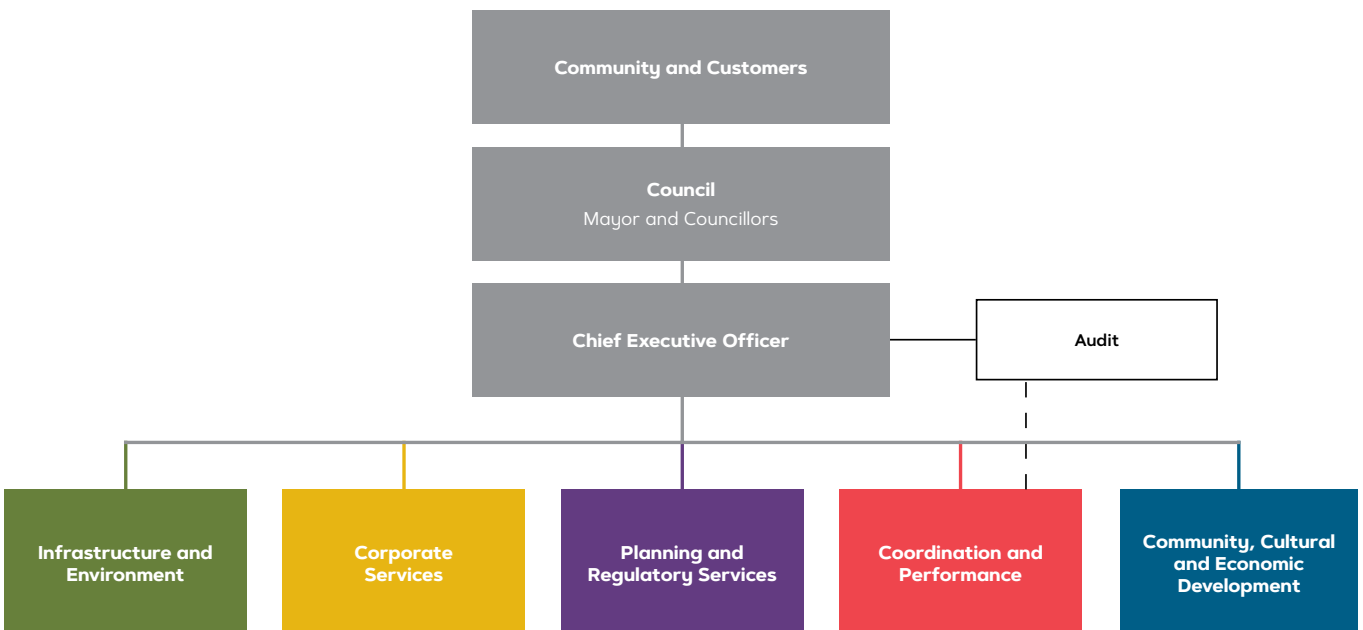 Community and Customers
Council
Mayor and Councillors
Chief Executive Officer
Audit
Infrastructure and
Environment
Corporate
Services
Planning and
Regulatory Services
Coordination and
Performance
Community, Cultural
and Economic
Development